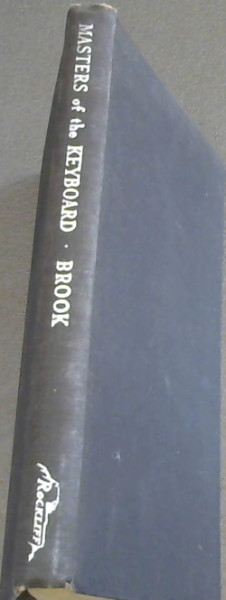 MASTERS of the KEYBOARD · BROOK
ROCKLIFF